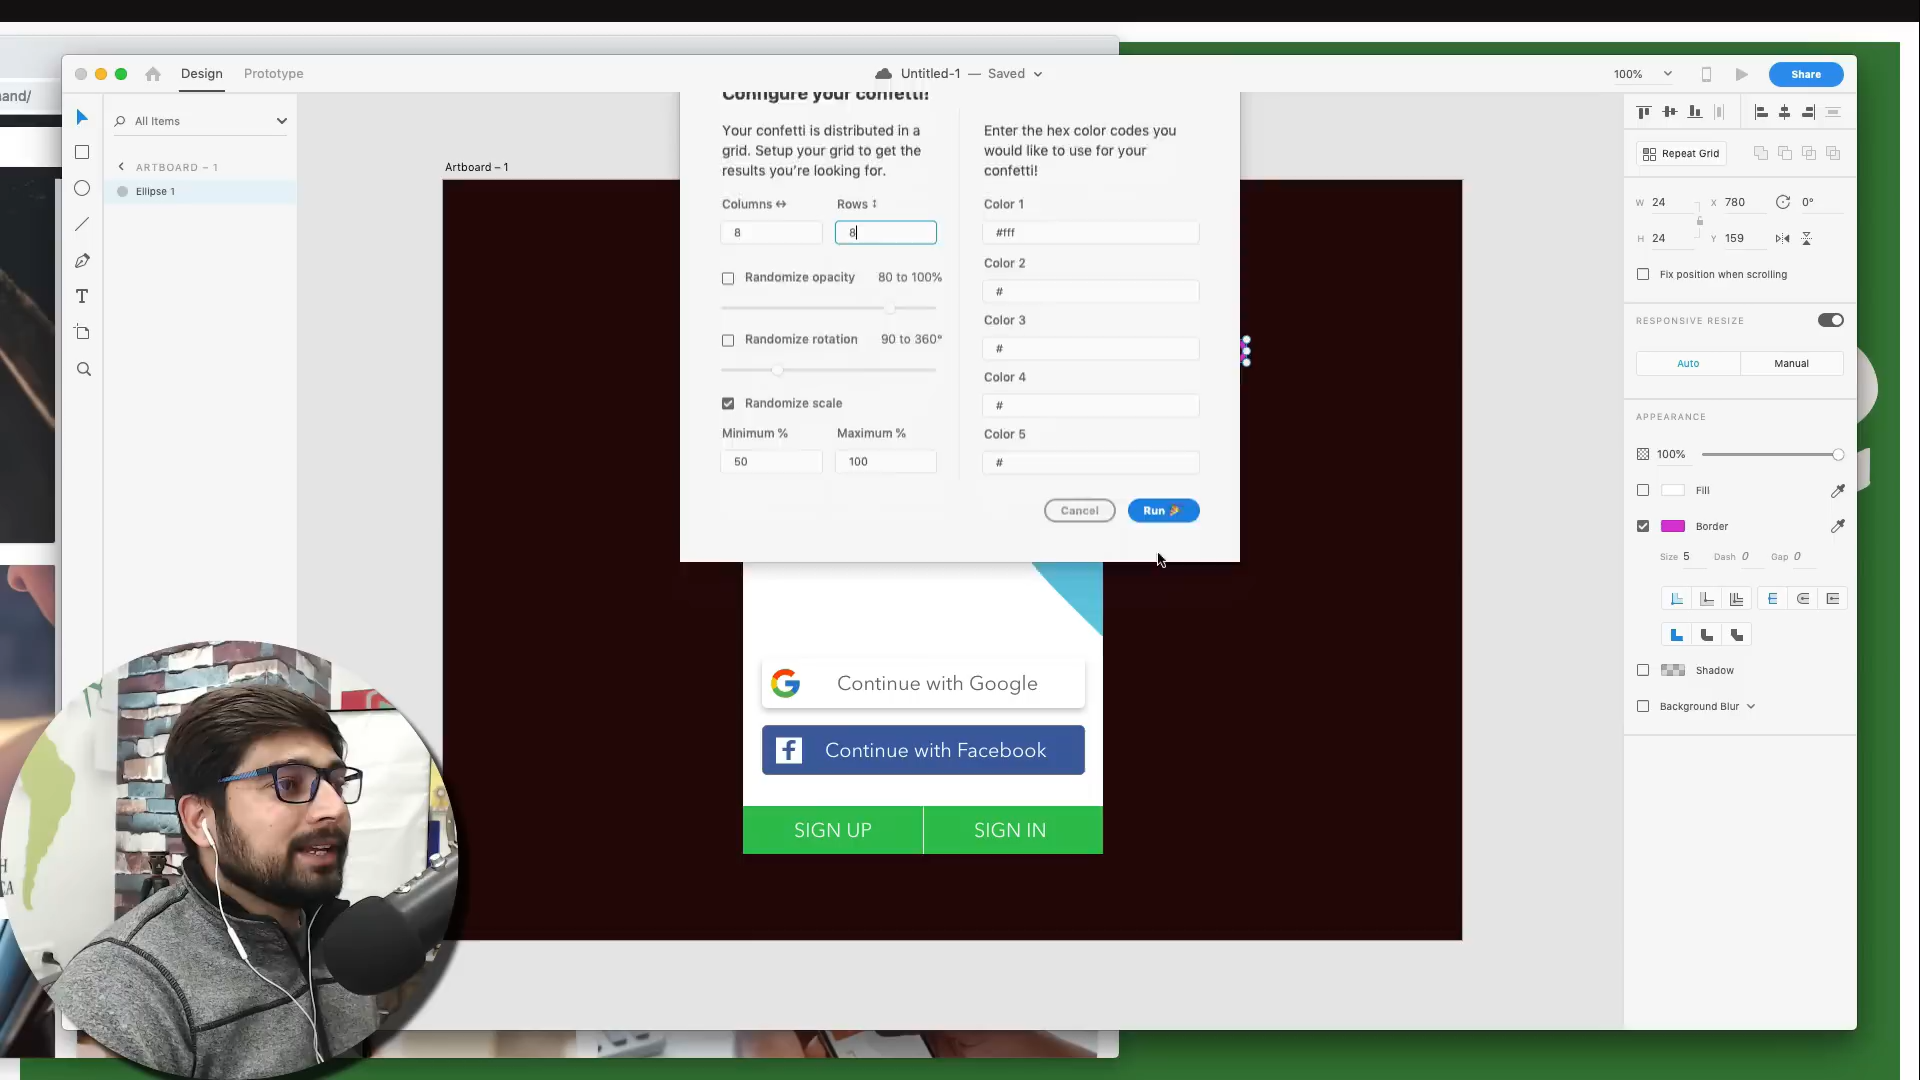 and/
Design
Prototype
Untitled-1 — Saved
100%
Share
All Items
ARTBOARD – 1
Ellipse 1
Artboard – 1
Configure your confetti!
Your confetti is distributed in a
grid. Setup your grid to get the
results you're looking for.
Columns ↔
Rows ↕
8
8
Randomize opacity
80 to 100%
Randomize rotation
90 to 360°
Randomize scale
Minimum %
Maximum %
50
100
Enter the hex color codes you
would like to use for your
confetti!
Color 1
#fff
Color 2
#
Color 3
#
Color 4
#
Color 5
#
Cancel
Run 🎉
Continue with Google
Continue with Facebook
SIGN UP
SIGN IN
Repeat Grid
W 24
X 780
0°
H 24
Y 159
Fix position when scrolling
RESPONSIVE RESIZE
Auto
Manual
APPEARANCE
100%
Fill
Border
Size 5
Dash 0
Gap 0
Shadow
Background Blur